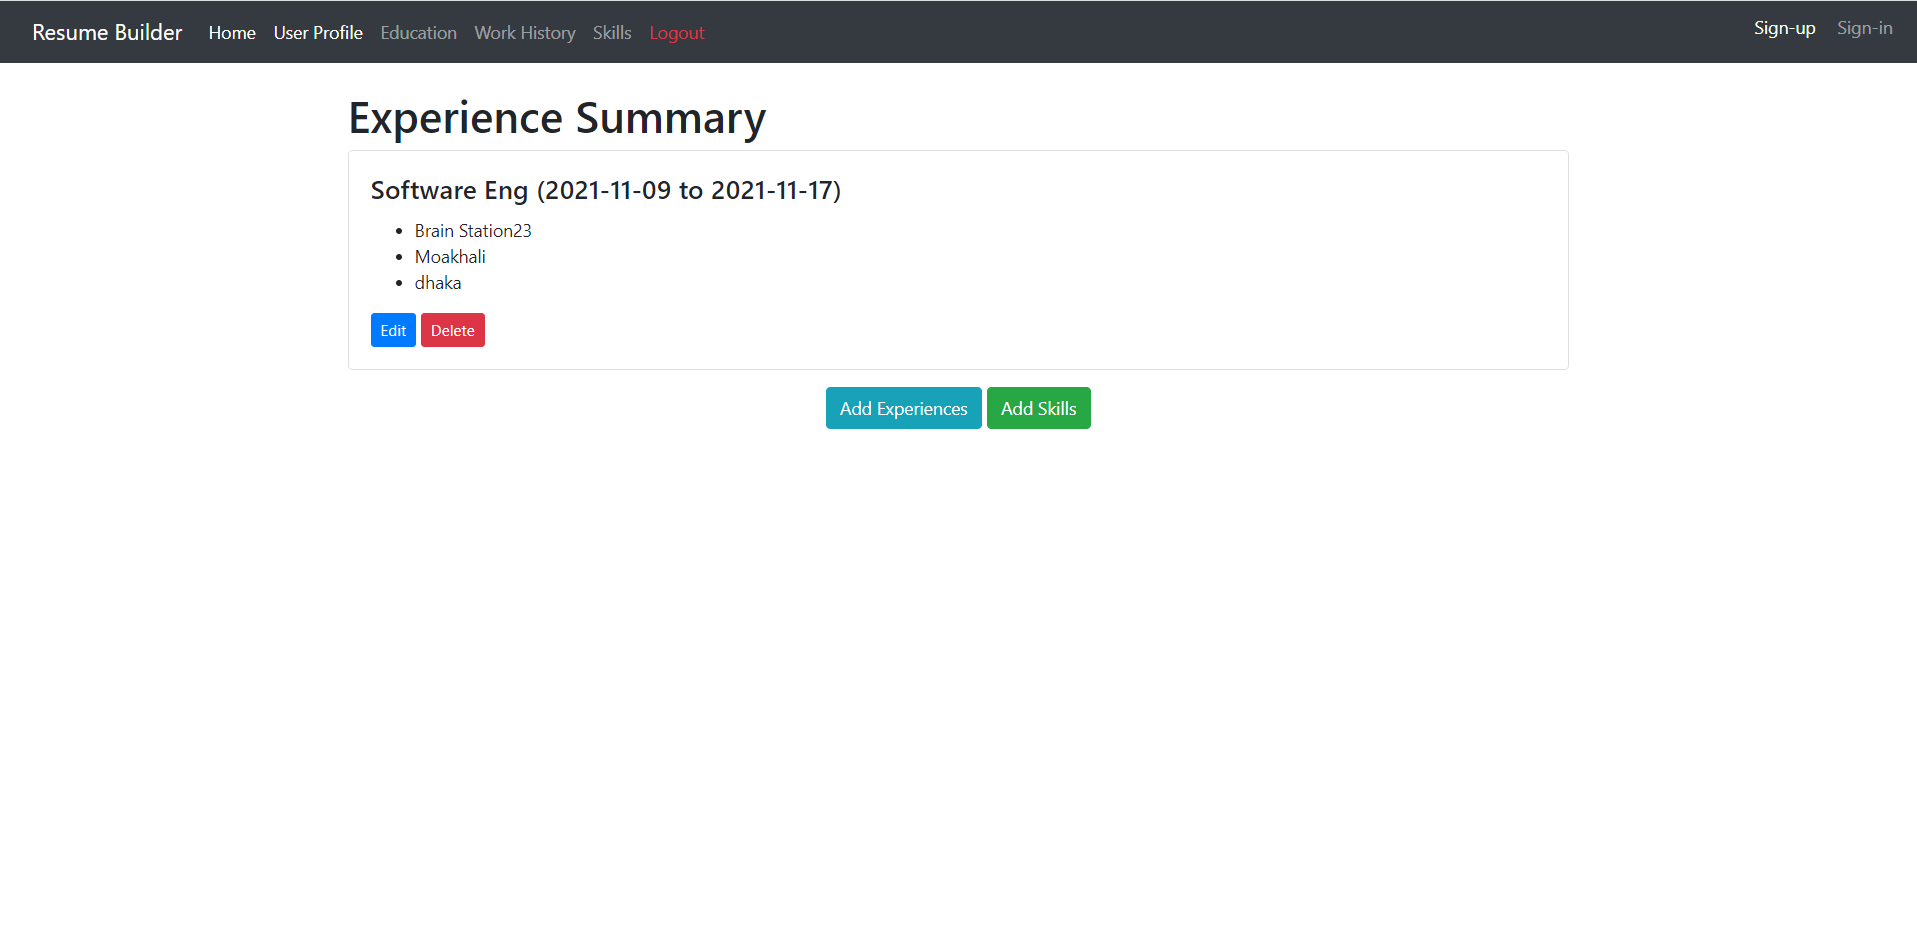 Resume Builder Home User Profile Education Work History Skills Logout Sign-up Sign-in
Experience Summary
Software Eng (2021-11-09 to 2021-11-17)
• Brain Station23
• Moakhali
• dhaka
Edit Delete
Add Experiences Add Skills